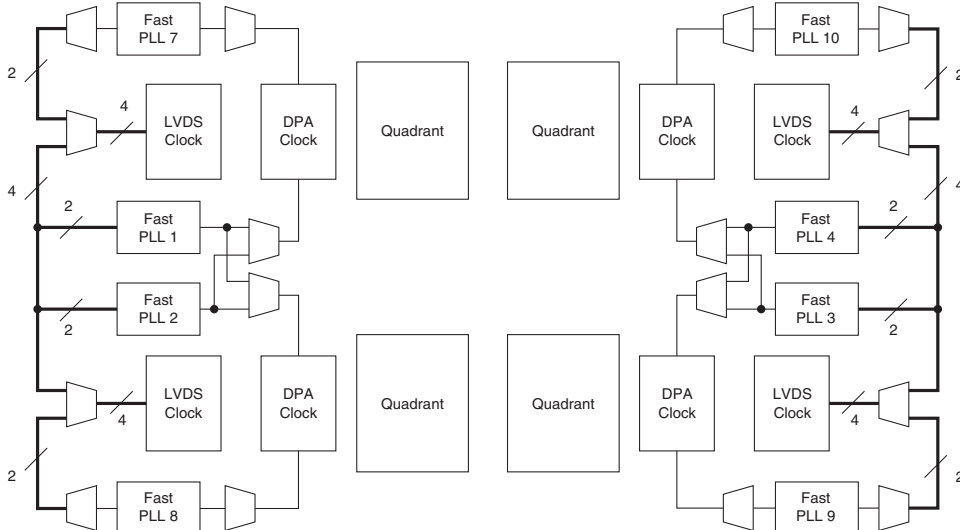 Fast
PLL 7
Fast
PLL 10
2
2
4
LVDS
Clock
DPA
Clock
Quadrant
Quadrant
DPA
Clock
LVDS
Clock
4
4
4
2
Fast
PLL 1
Fast
PLL 4
2
2
Fast
PLL 2
Fast
PLL 3
2
LVDS
Clock
DPA
Clock
Quadrant
Quadrant
DPA
Clock
LVDS
Clock
4
4
2
2
Fast
PLL 8
Fast
PLL 9